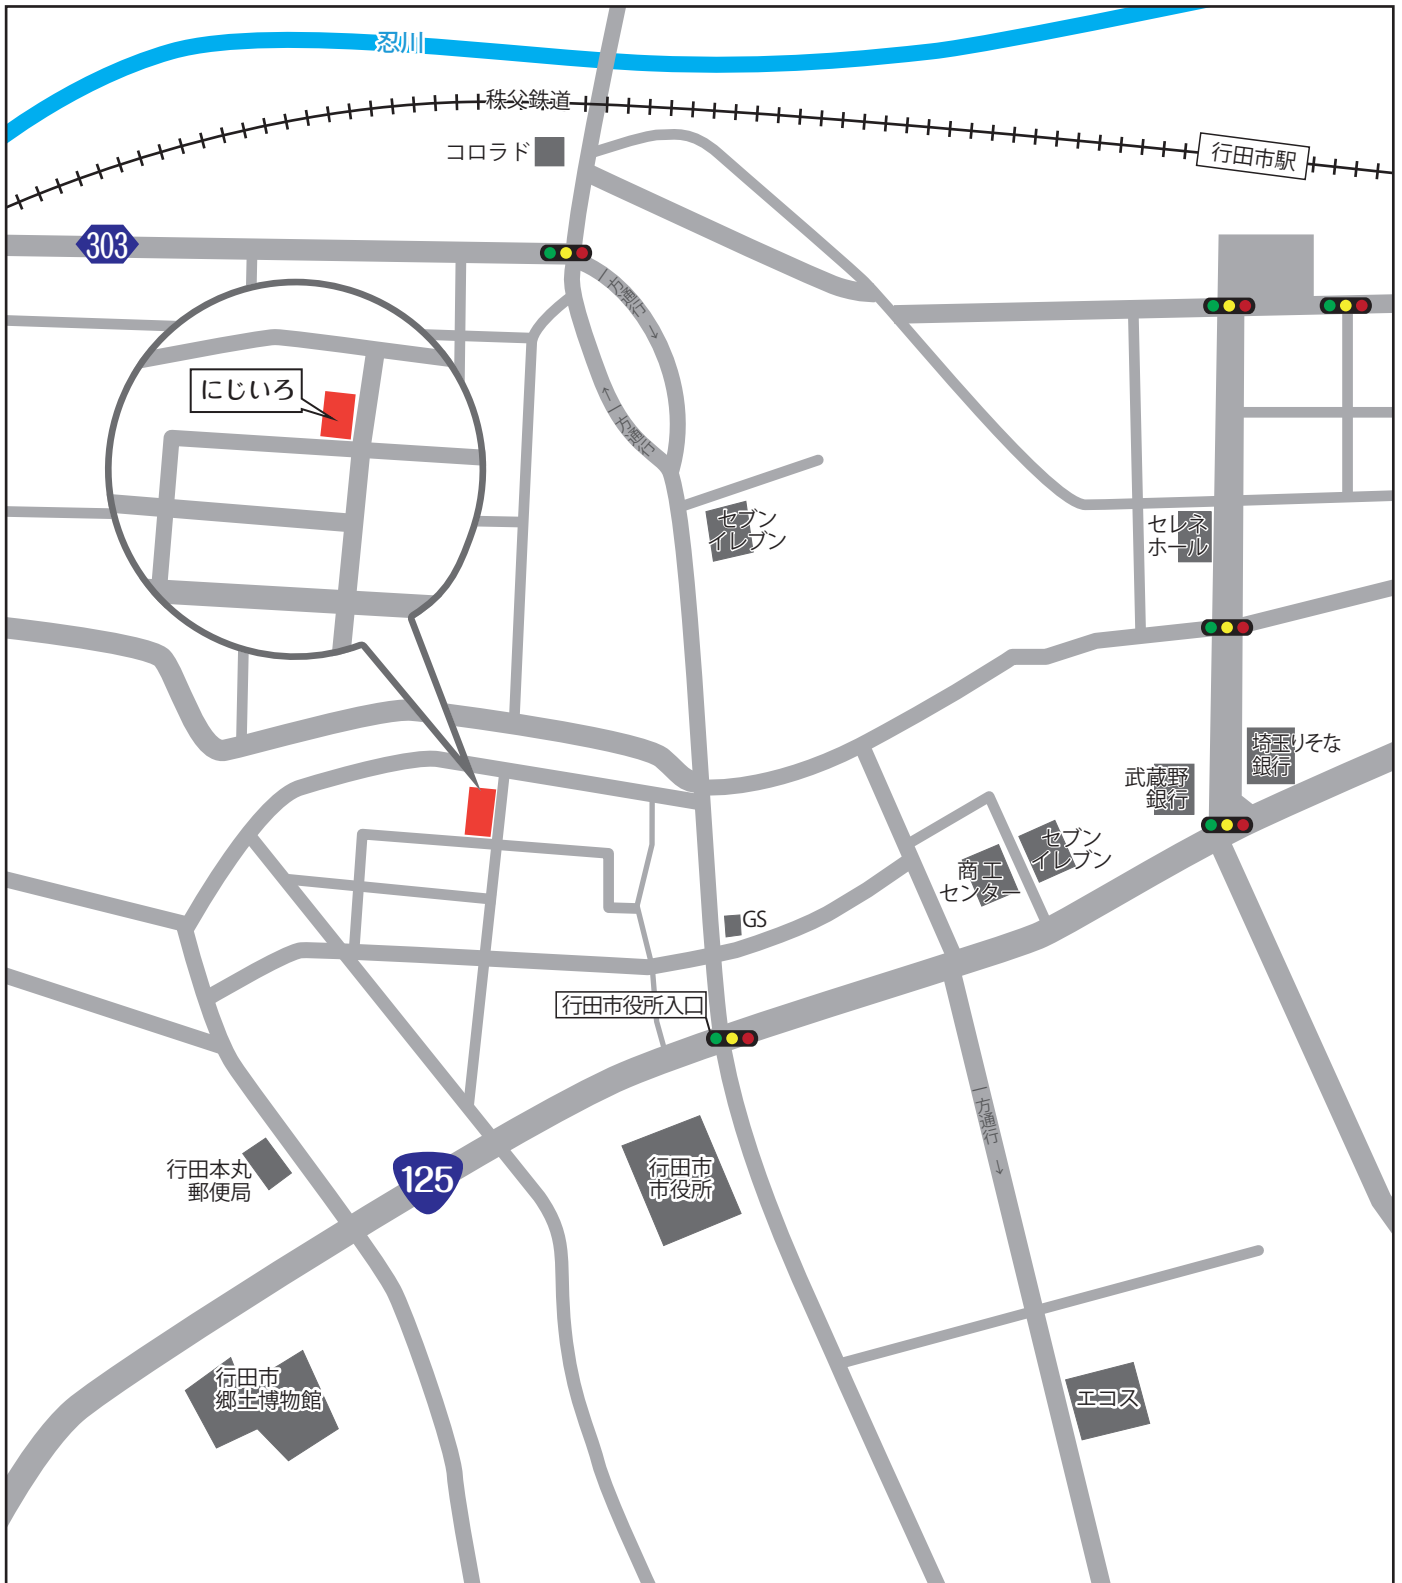 忍川
秩父鉄道
コロラド
行田市駅
303
一方通行 →
にじいろ
← 一方通行
セブン
イレブン
セレネ
ホール
埼玉りそな
銀行
武蔵野
銀行
セブン
イレブン
商工
センター
GS
行田市役所入口
一方通行 →
行田本丸
郵便局
125
行田市
市役所
行田市
郷土博物館
エコス